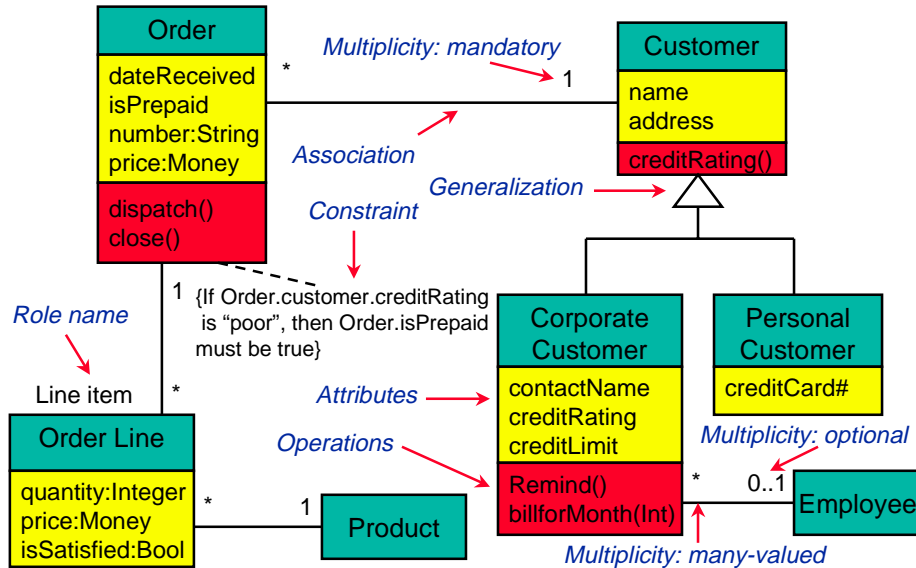 Order
dateReceived
isPrepaid
number:String
price:Money
dispatch()
close()
*
Multiplicity: mandatory
1
Association
Customer
name
address
creditRating()
Generalization
Constraint
{If Order.customer.creditRating
is “poor”, then Order.isPrepaid
must be true}
1
Role name
Line item
*
Order Line
quantity:Integer
price:Money
isSatisfied:Bool
*
1
Product
Corporate
Customer
contactName
creditRating
creditLimit
Remind()
billforMonth(Int)
Attributes
Operations
Personal
Customer
creditCard#
Multiplicity: optional
*
0..1
Employee
Multiplicity: many-valued